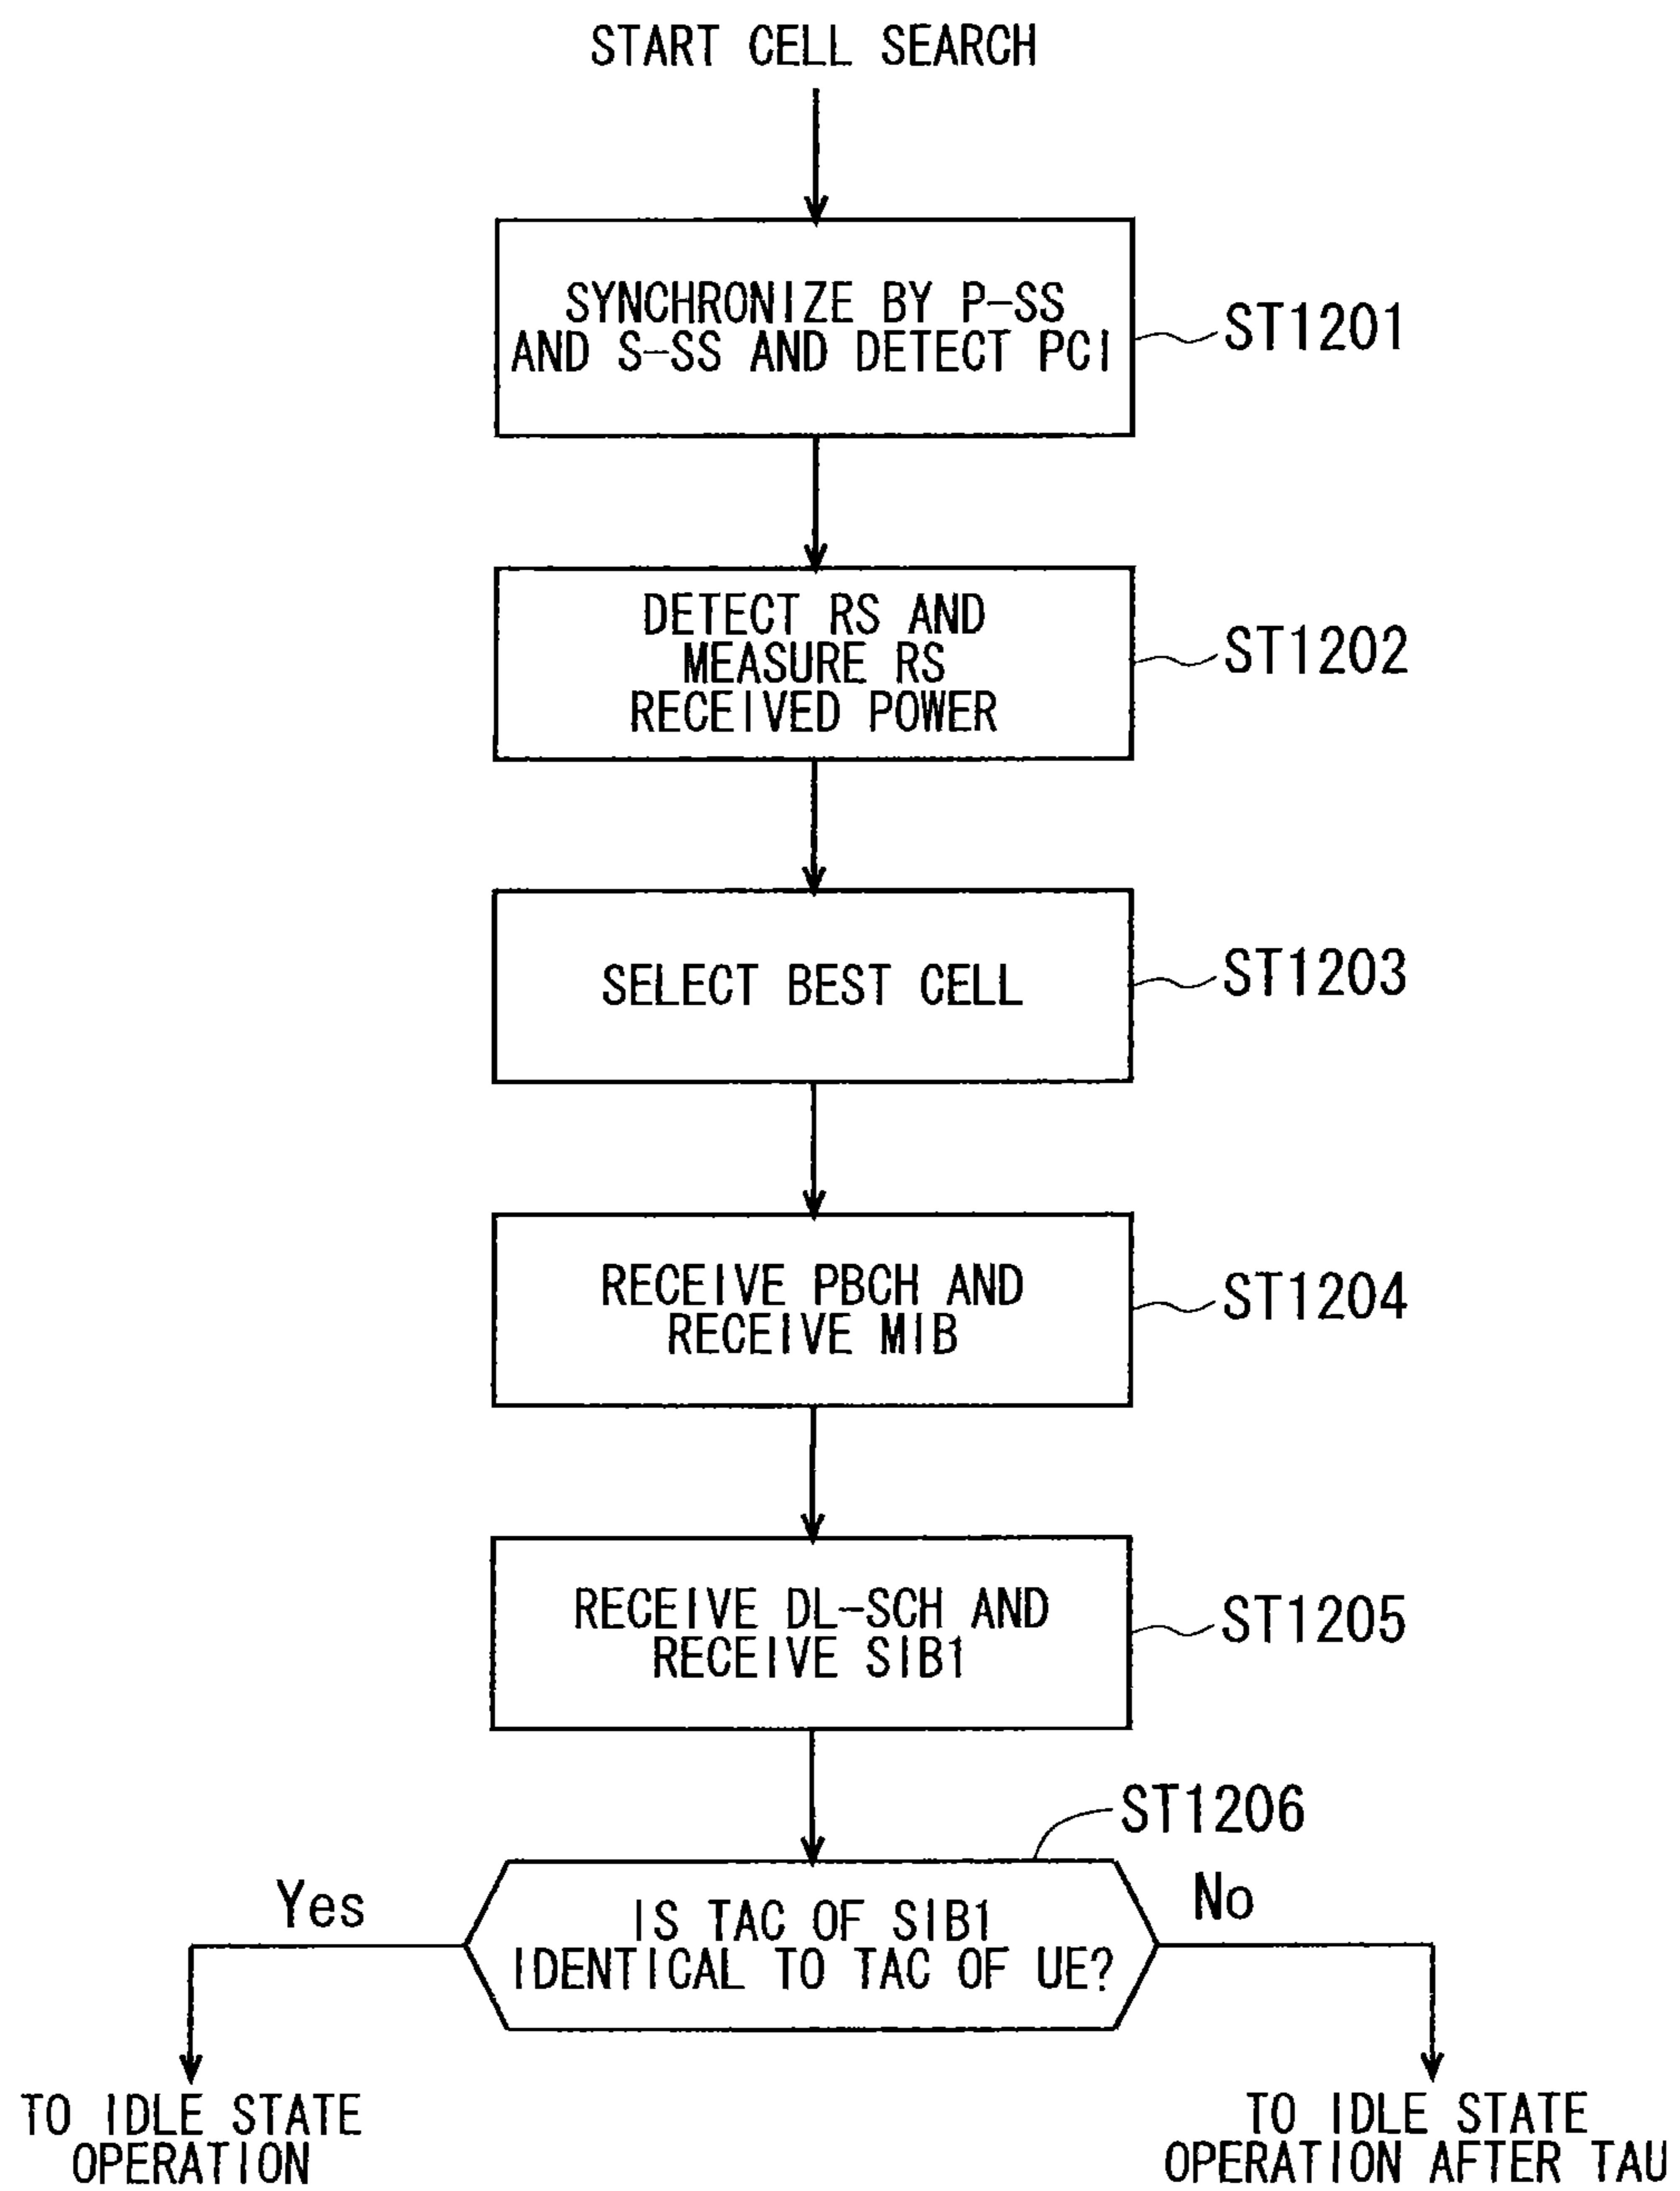 START CELL SEARCH
SYNCHRONIZE BY P-SS
AND S-SS AND DETECT PCI
ST1201
DETECT RS AND
MEASURE RS
RECEIVED POWER
ST1202
SELECT BEST CELL
ST1203
RECEIVE PBCH AND
RECEIVE MIB
ST1204
RECEIVE DL-SCH AND
RECEIVE SIB1
ST1205
ST1206
Yes
IS TAC OF SIB1
IDENTICAL TO TAC OF UE?
No
TO IDLE STATE
OPERATION
TO IDLE STATE
OPERATION AFTER TAU